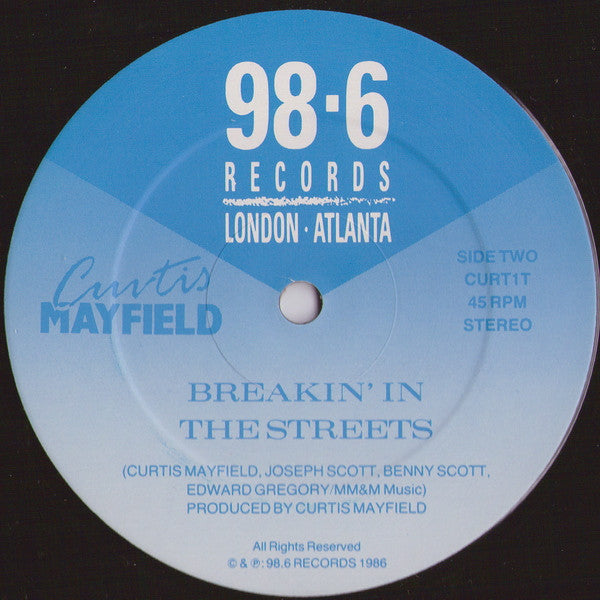 98·6
RECORDS
LONDON · ATLANTA
Curtis
MAYFIELD
SIDE TWO
CURT1T
45 RPM
STEREO
BREAKIN' IN
THE STREETS
(CURTIS MAYFIELD, JOSEPH SCOTT, BENNY SCOTT,
EDWARD GREGORY/MM&M Music)
PRODUCED BY CURTIS MAYFIELD
All Rights Reserved
© & ℗: 98.6 RECORDS 1986